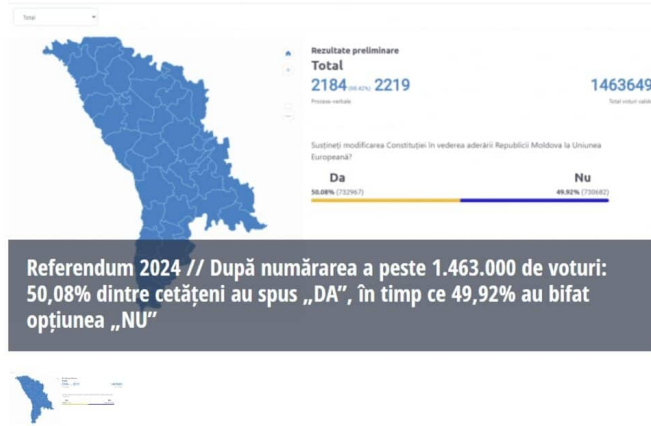 Total
Rezultate preliminare
Total
2184 (98.42%) 2219
1463649
Procese-verbale
Total voturi valide
Susțineți modificarea Constituției în vederea aderării Republicii Moldova la Uniunea
Europeană?
Da
Nu
50.08% (732967)
49.92% (730682)
Referendum 2024 // După numărarea a peste 1.463.000 de voturi:
50,08% dintre cetățeni au spus „DA”, în timp ce 49,92% au bifat
opțiunea „NU”